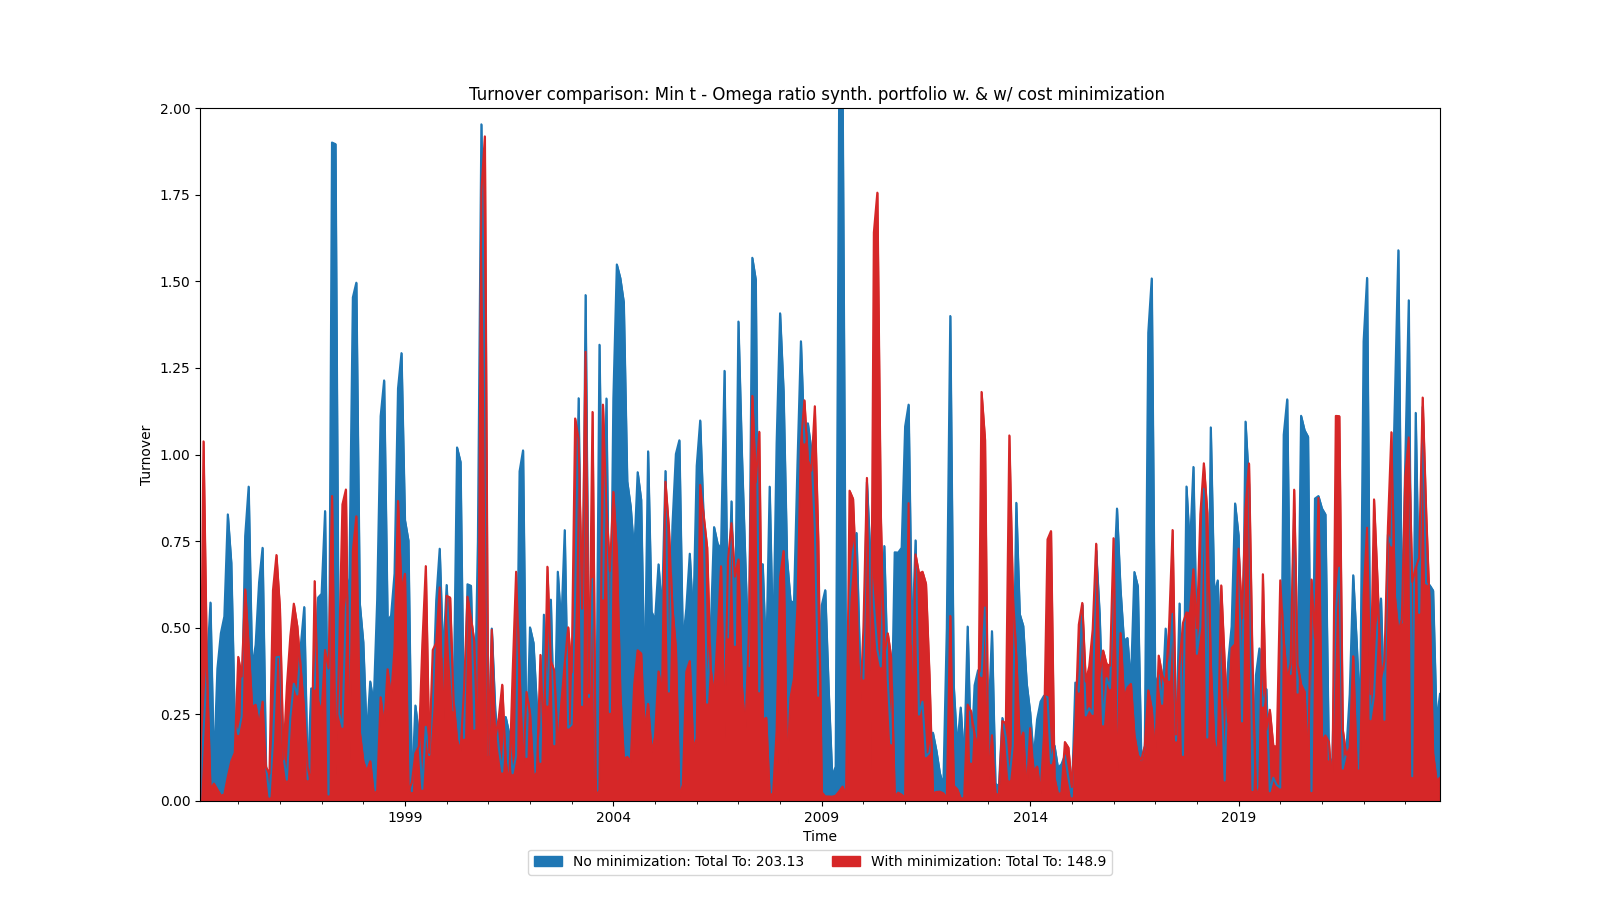 Turnover comparison: Min t - Omega ratio synth. portfolio w. & w/ cost minimization
2.00
1.75
1.50
1.25
1.00
0.75
0.50
0.25
0.00
Turnover
1999
2004
2009
2014
2019
Time
No minimization: Total To: 203.13
With minimization: Total To: 148.9